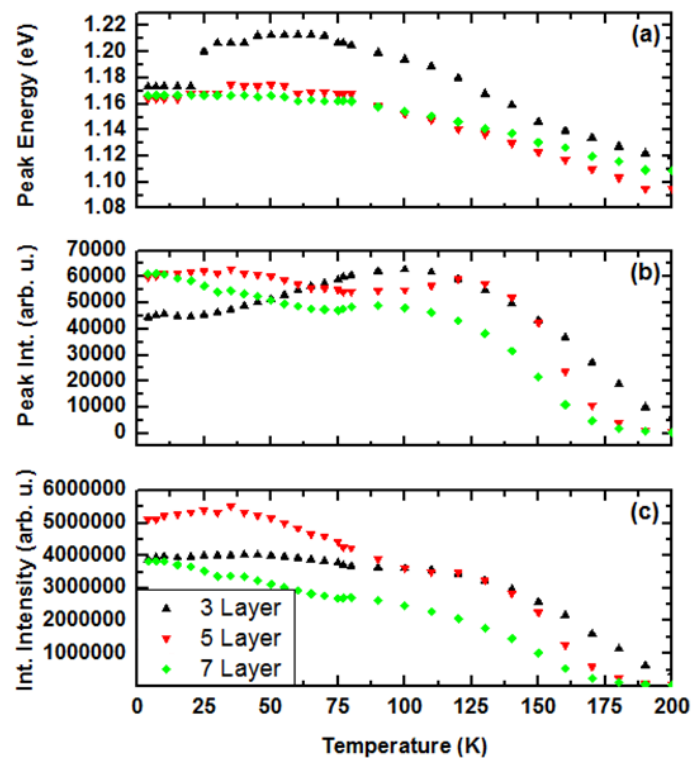 (a)
Peak Energy (eV)
1.22
1.20
1.18
1.16
1.14
1.12
1.10
1.08
(b)
Peak Int. (arb. u.)
70000
60000
50000
40000
30000
20000
10000
0
(c)
Int. Intensity (arb. u.)
6000000
5000000
4000000
3000000
2000000
1000000
3 Layer
5 Layer
7 Layer
0 25 50 75 100 125 150 175 200
Temperature (K)